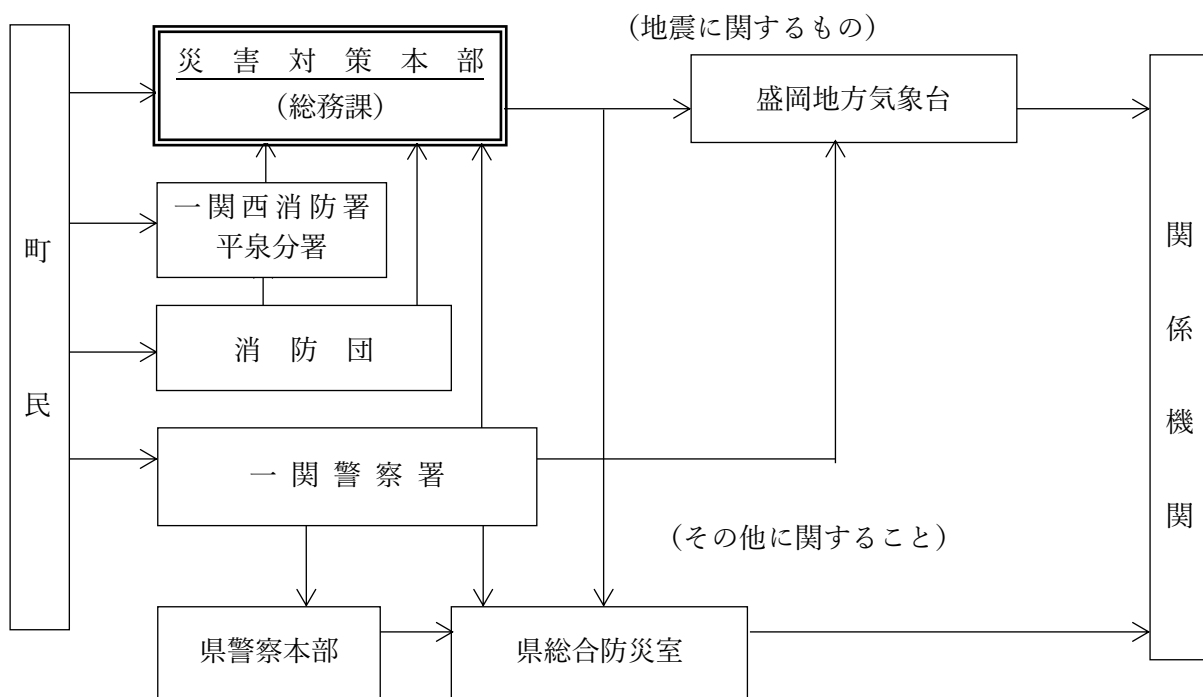 (地震に関するもの)
災害対策本部
(総務課)
盛岡地方気象台
一関西消防署
平泉分署
町民
関係機関
消防団
一関警察署
(その他に関すること)
県警察本部
県総合防災室